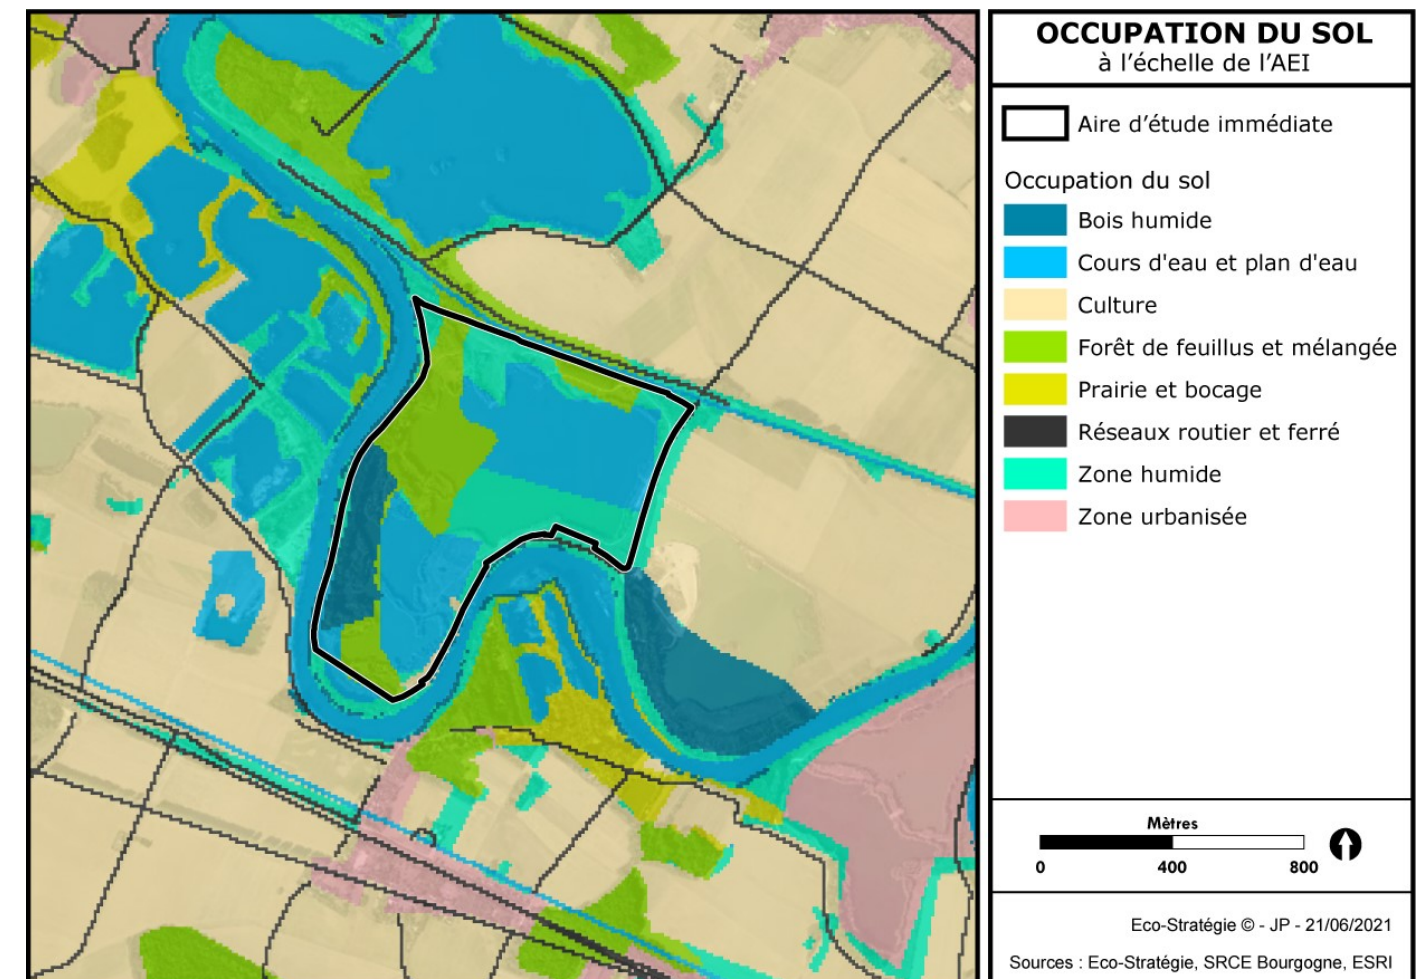 OCCUPATION DU SOL
à l'échelle de l'AEI
Aire d'étude immédiate
Occupation du sol
Bois humide
Cours d'eau et plan d'eau
Culture
Forêt de feuillus et mélangée
Prairie et bocage
Réseaux routier et ferré
Zone humide
Zone urbanisée
Mètres
0 400 800
Eco-Stratégie © - JP - 21/06/2021
Sources : Eco-Stratégie, SRCE Bourgogne, ESRI